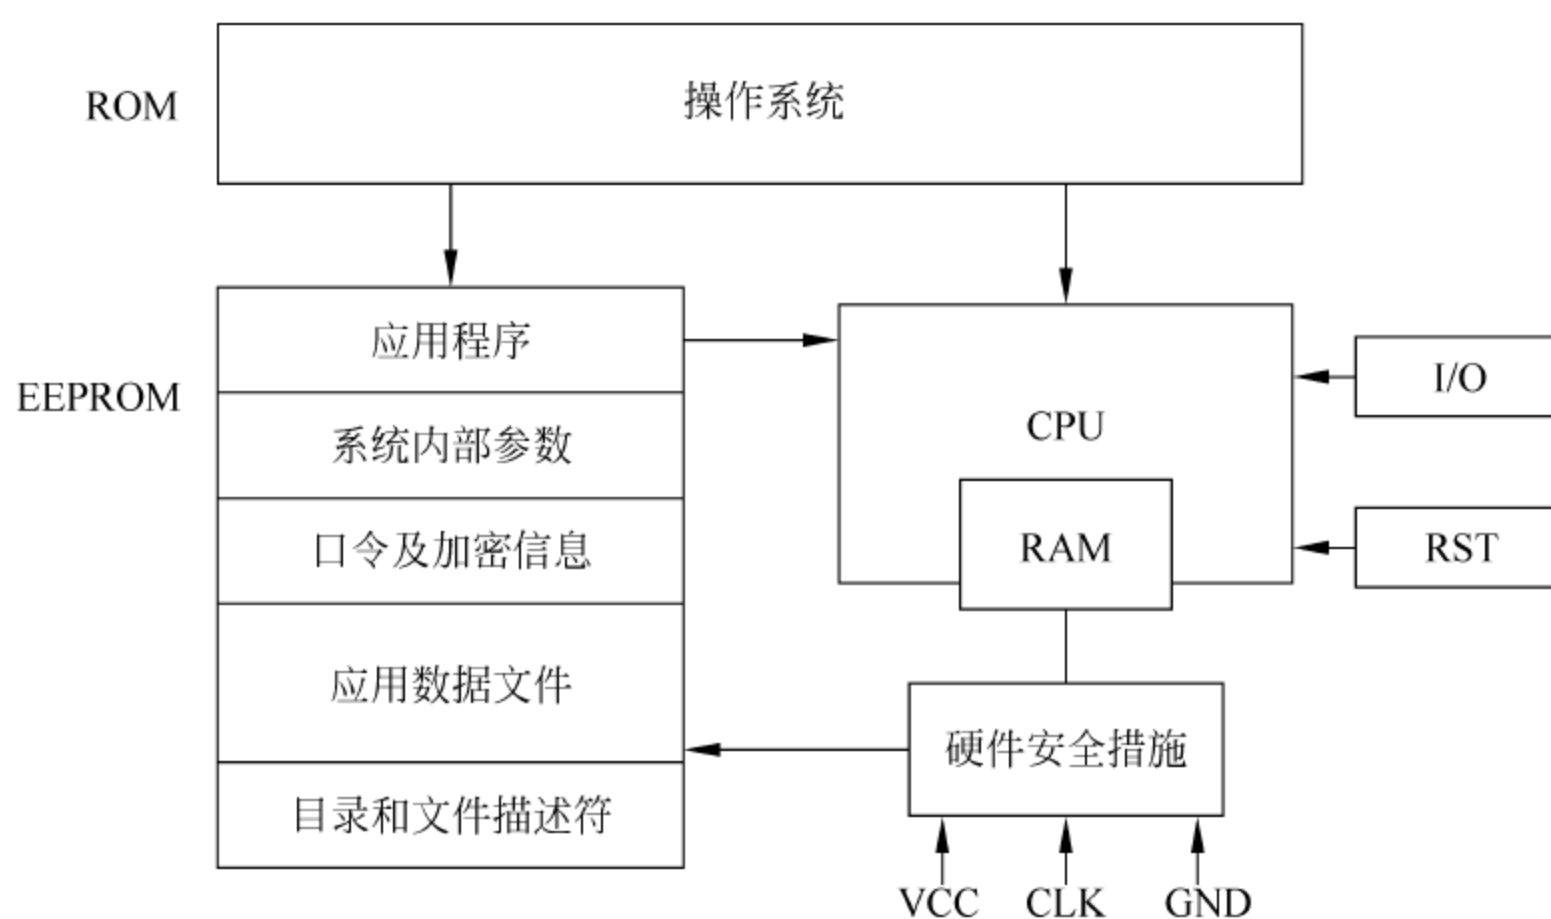 ROM
操作系统
EEPROM
应用程序
系统内部参数
口令及加密信息
应用数据文件
目录和文件描述符
CPU
RAM
I/O
RST
硬件安全措施
VCC
CLK
GND